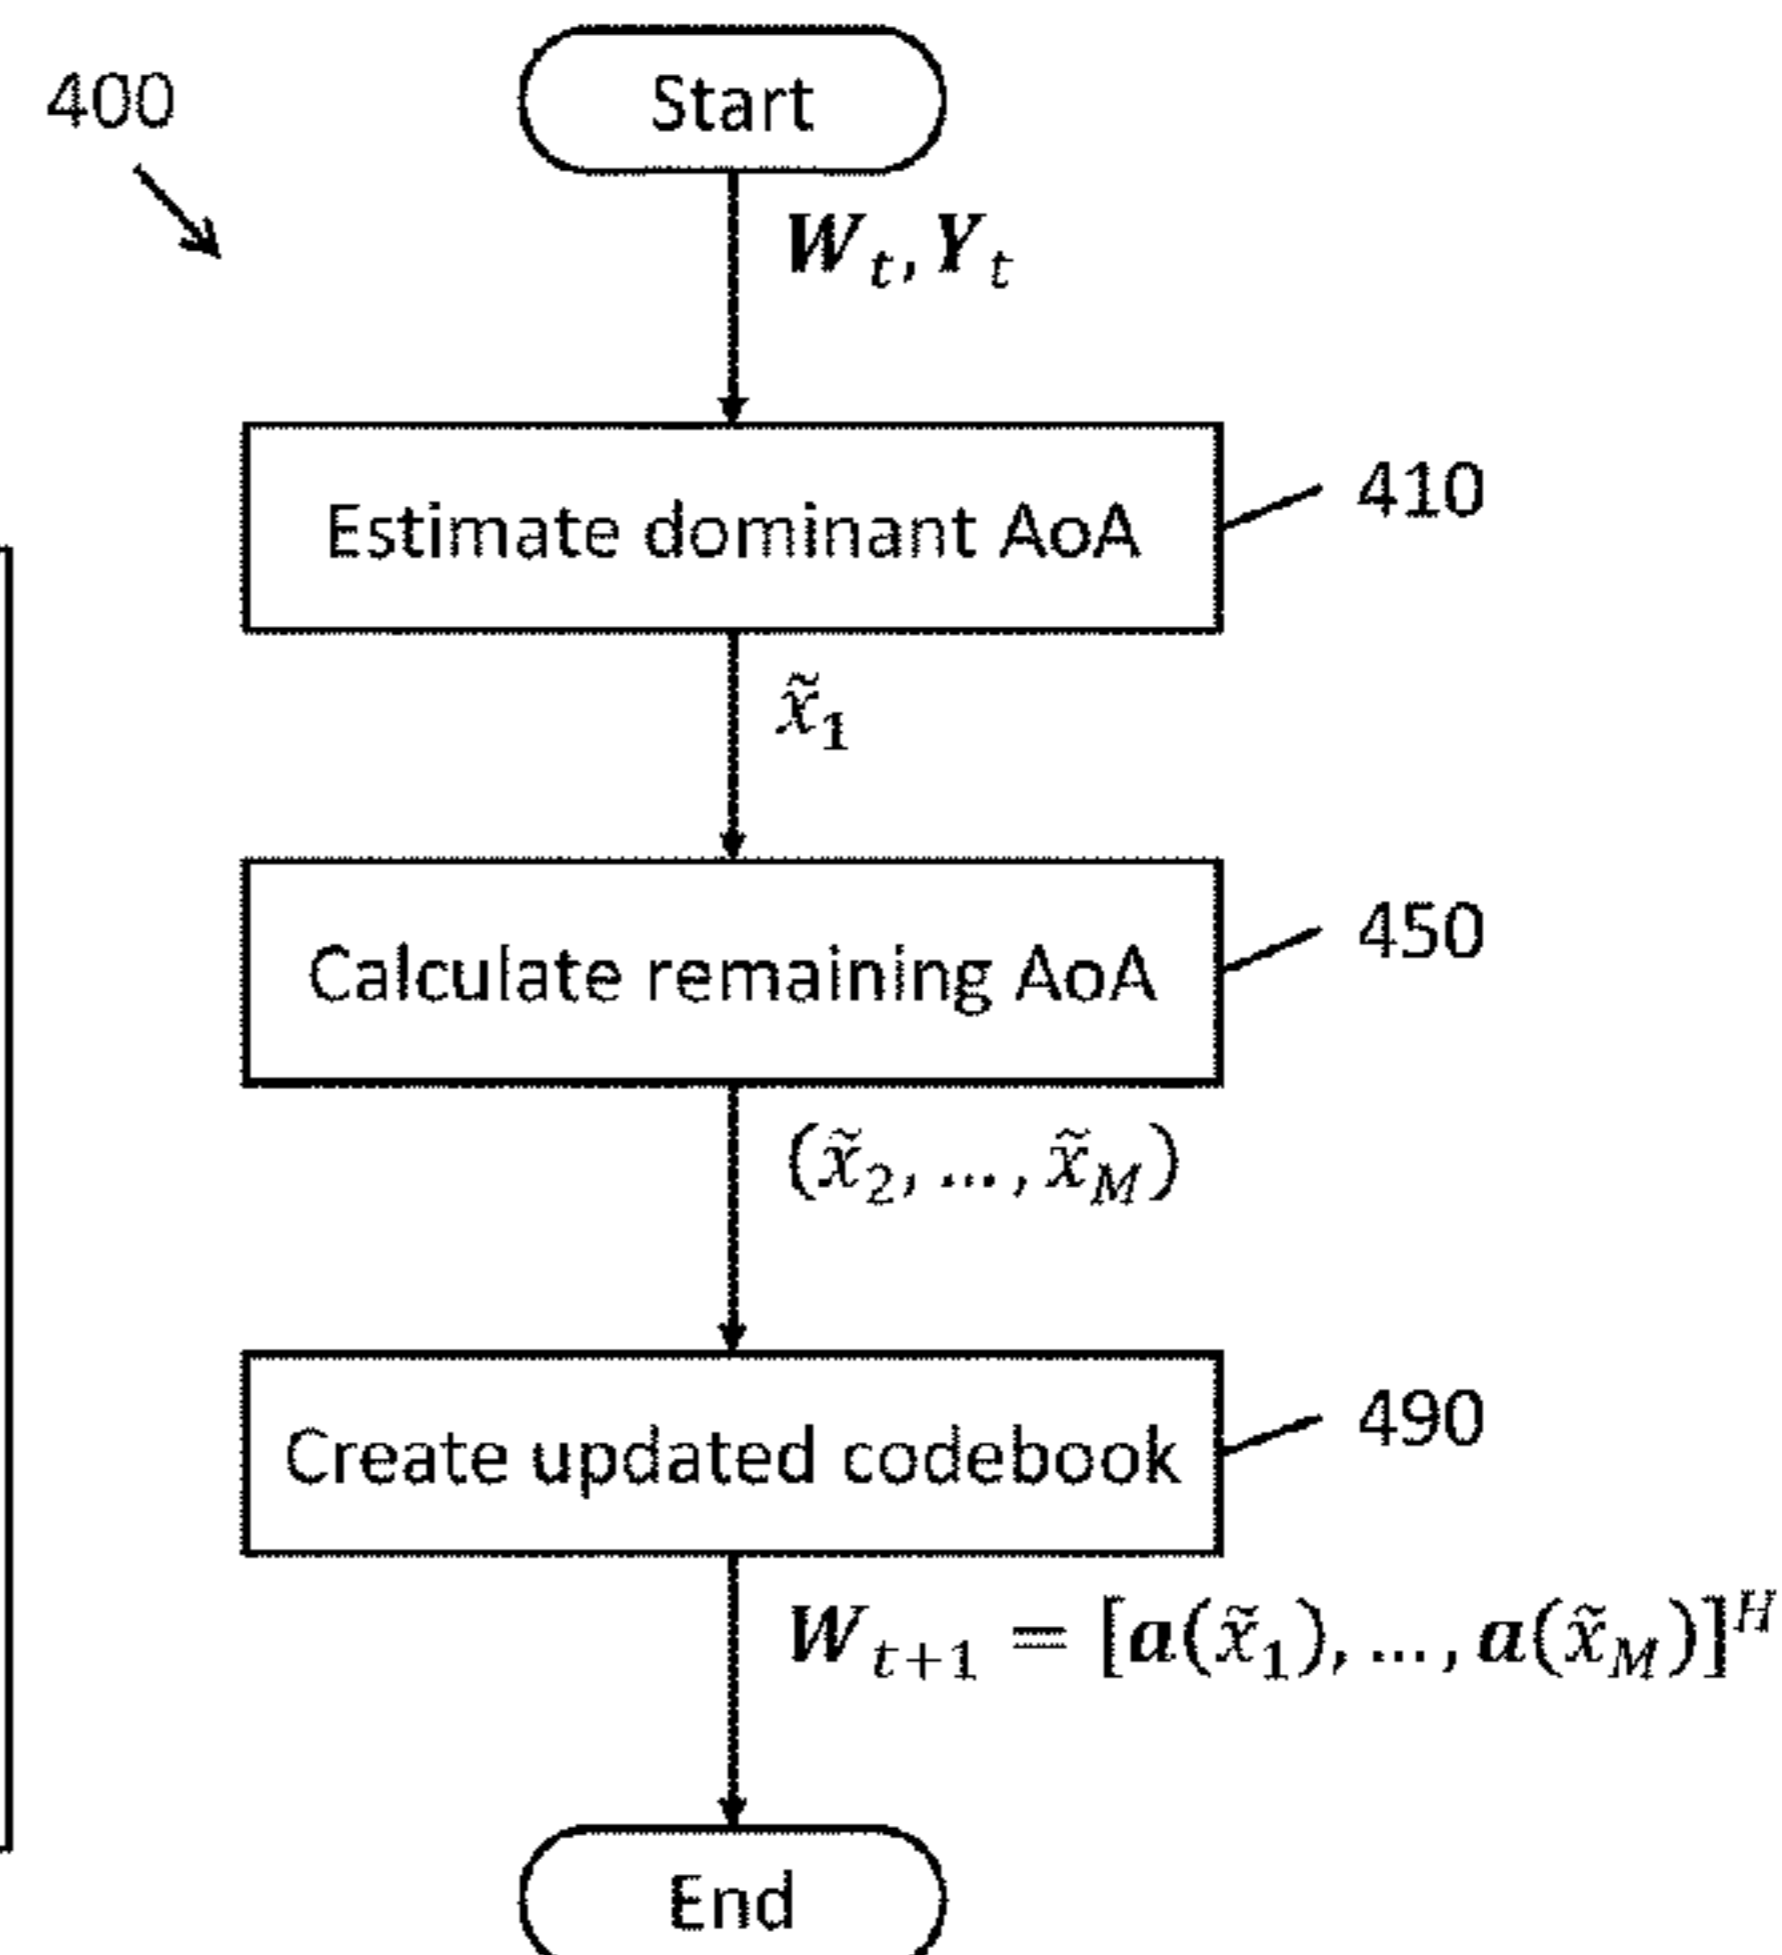 400
Start
W_t, Y_t
Estimate dominant AoA
410
x̃_1
Calculate remaining AoA
450
(x̃_2, ..., x̃_M)
Create updated codebook
490
W_{t+1} = [a(x̃_1), ..., a(x̃_M)]^H
End